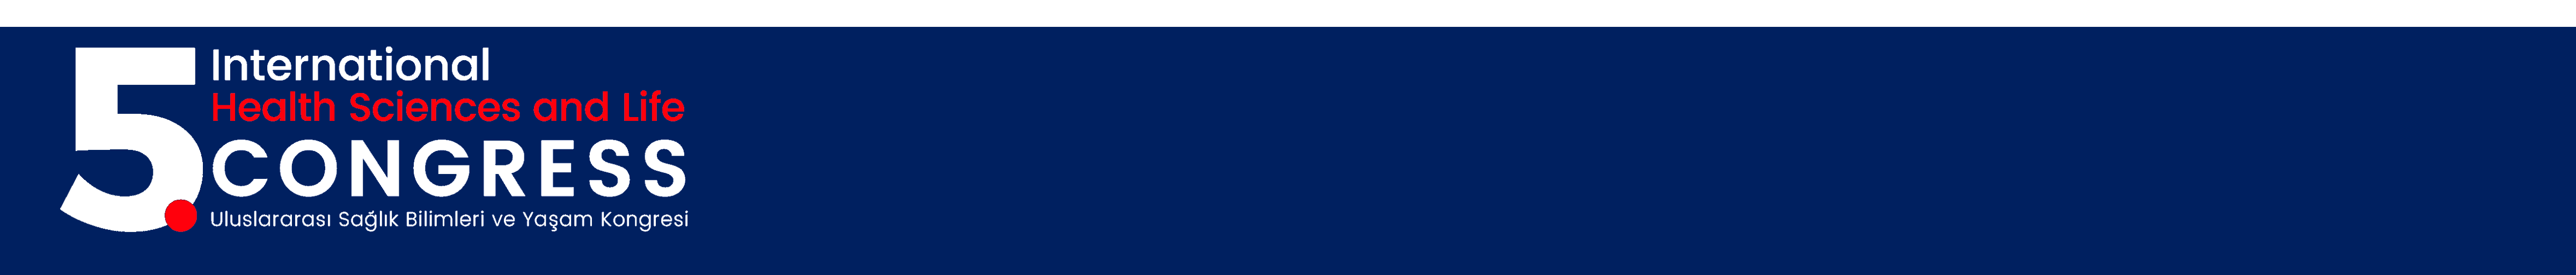 5.
International
Health Sciences and Life
CONGRESS
Uluslararası Sağlık Bilimleri ve Yaşam Kongresi